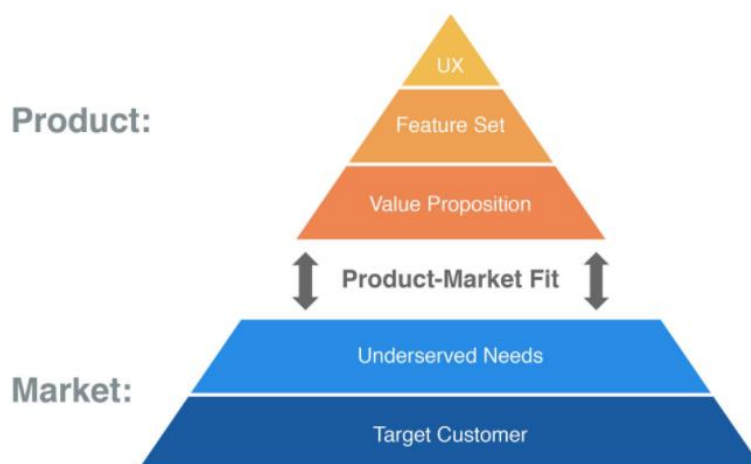 UX
Product:
Feature Set
Value Proposition
Product-Market Fit
Underserved Needs
Market:
Target Customer